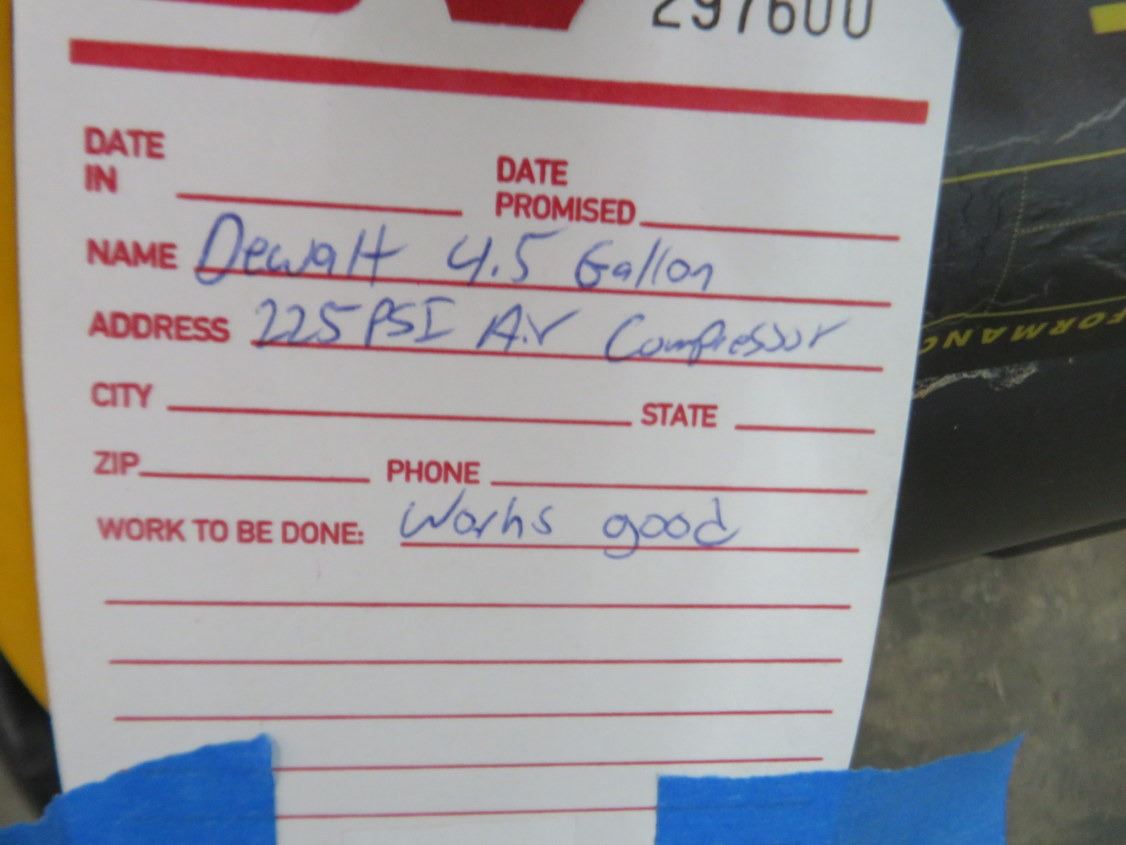 297600
DATE IN DATE PROMISED
NAME Dewalt 4.5 Gallon
ADDRESS 225 PSI Air Compressor
CITY STATE
ZIP PHONE
WORK TO BE DONE: Works good